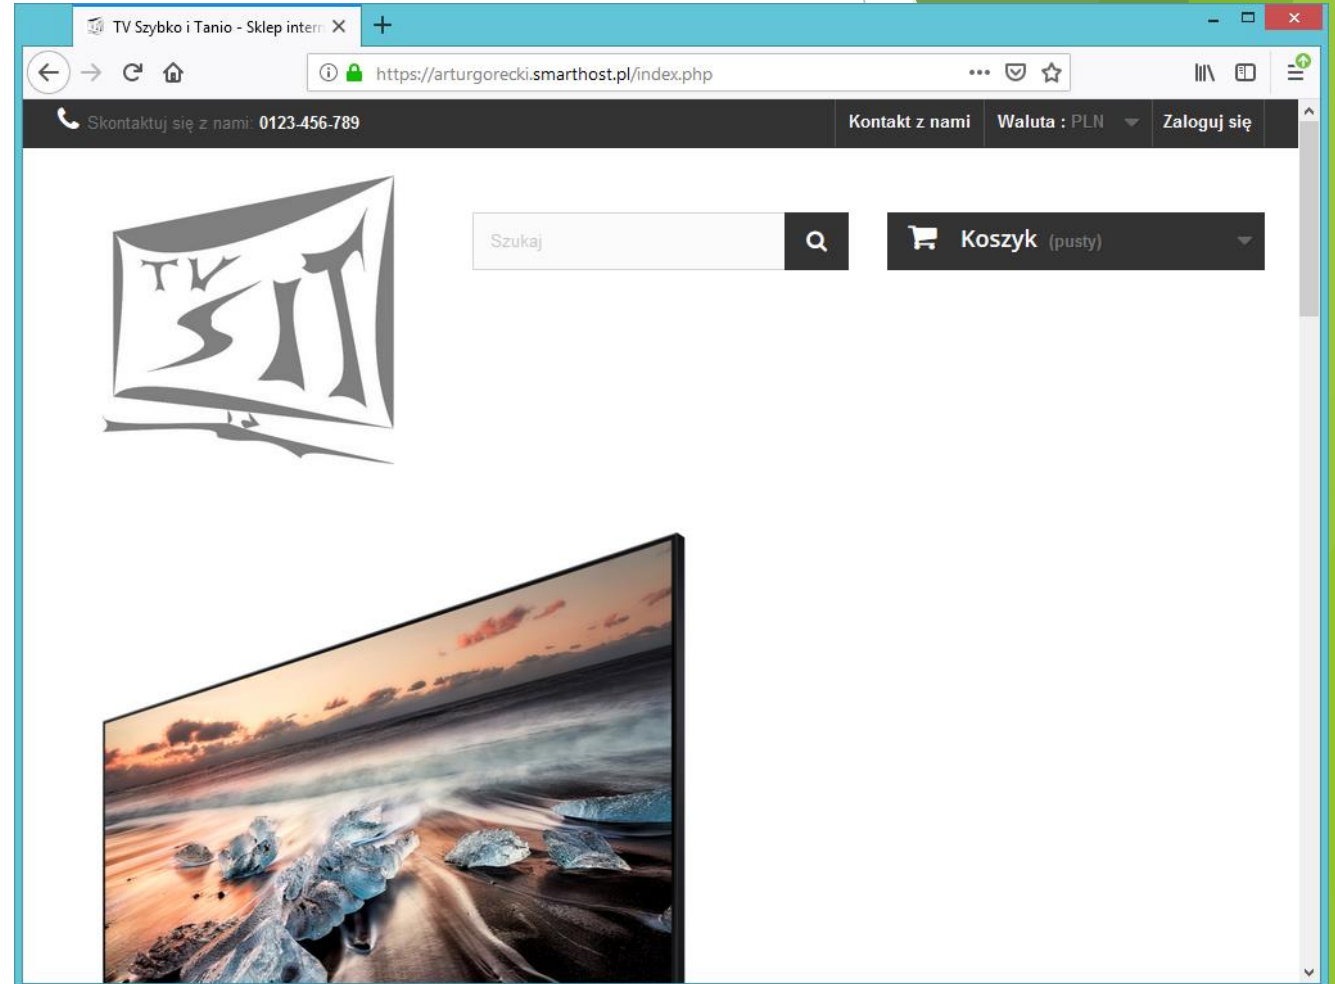 TV Szybko i Tanio - Sklep intern
https://arturgorecki.smarthost.pl/index.php
Skontaktuj się z nami: 0123-456-789
Kontakt z nami
Waluta : PLN
Zaloguj się
TV
SIT
Szukaj
Koszyk (pusty)